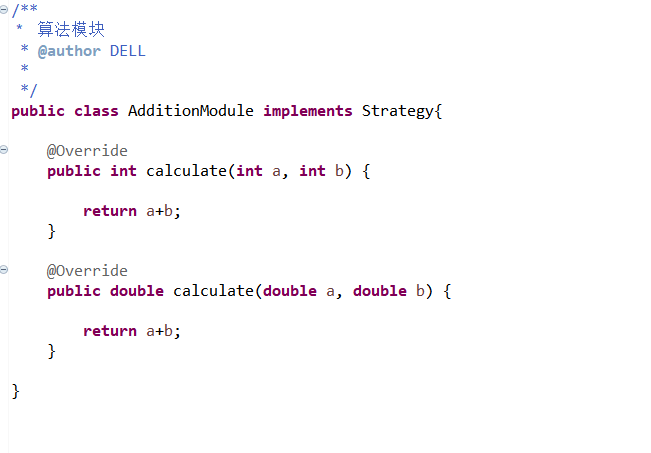 /**
 * 算法模块
 * @author DELL
 *
 */
public class AdditionModule implements Strategy{
    @Override
    public int calculate(int a, int b) {
        return a+b;
    }
    @Override
    public double calculate(double a, double b) {
        return a+b;
    }
}